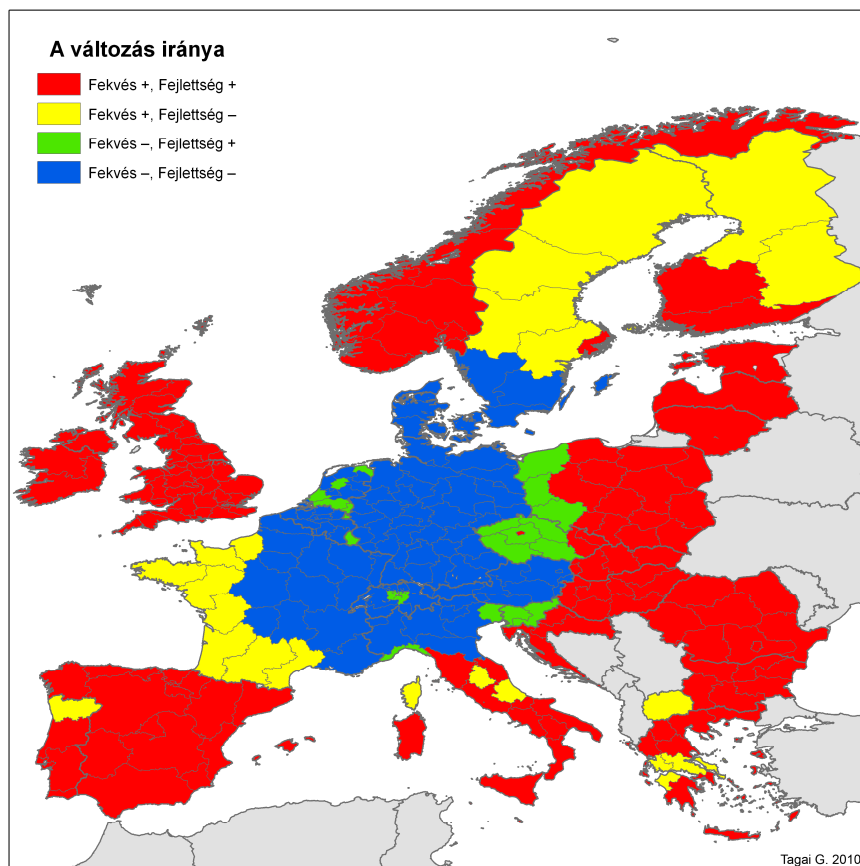 A változás iránya
Fekvés +, Fejlettség +
Fekvés +, Fejlettség –
Fekvés –, Fejlettség +
Fekvés –, Fejlettség –
Tagai G. 2010